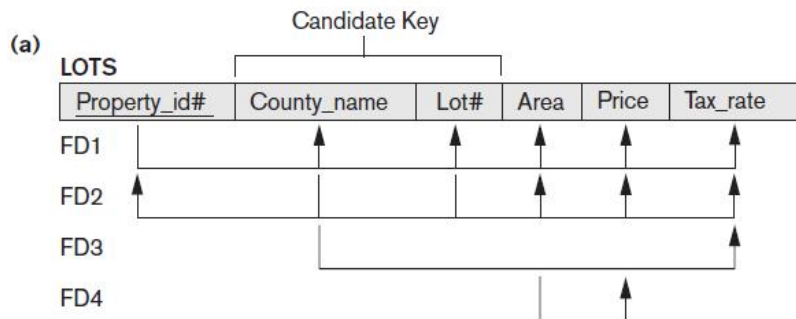 Candidate Key
(a)
LOTS
Property_id# County_name Lot# Area Price Tax_rate
FD1
FD2
FD3
FD4